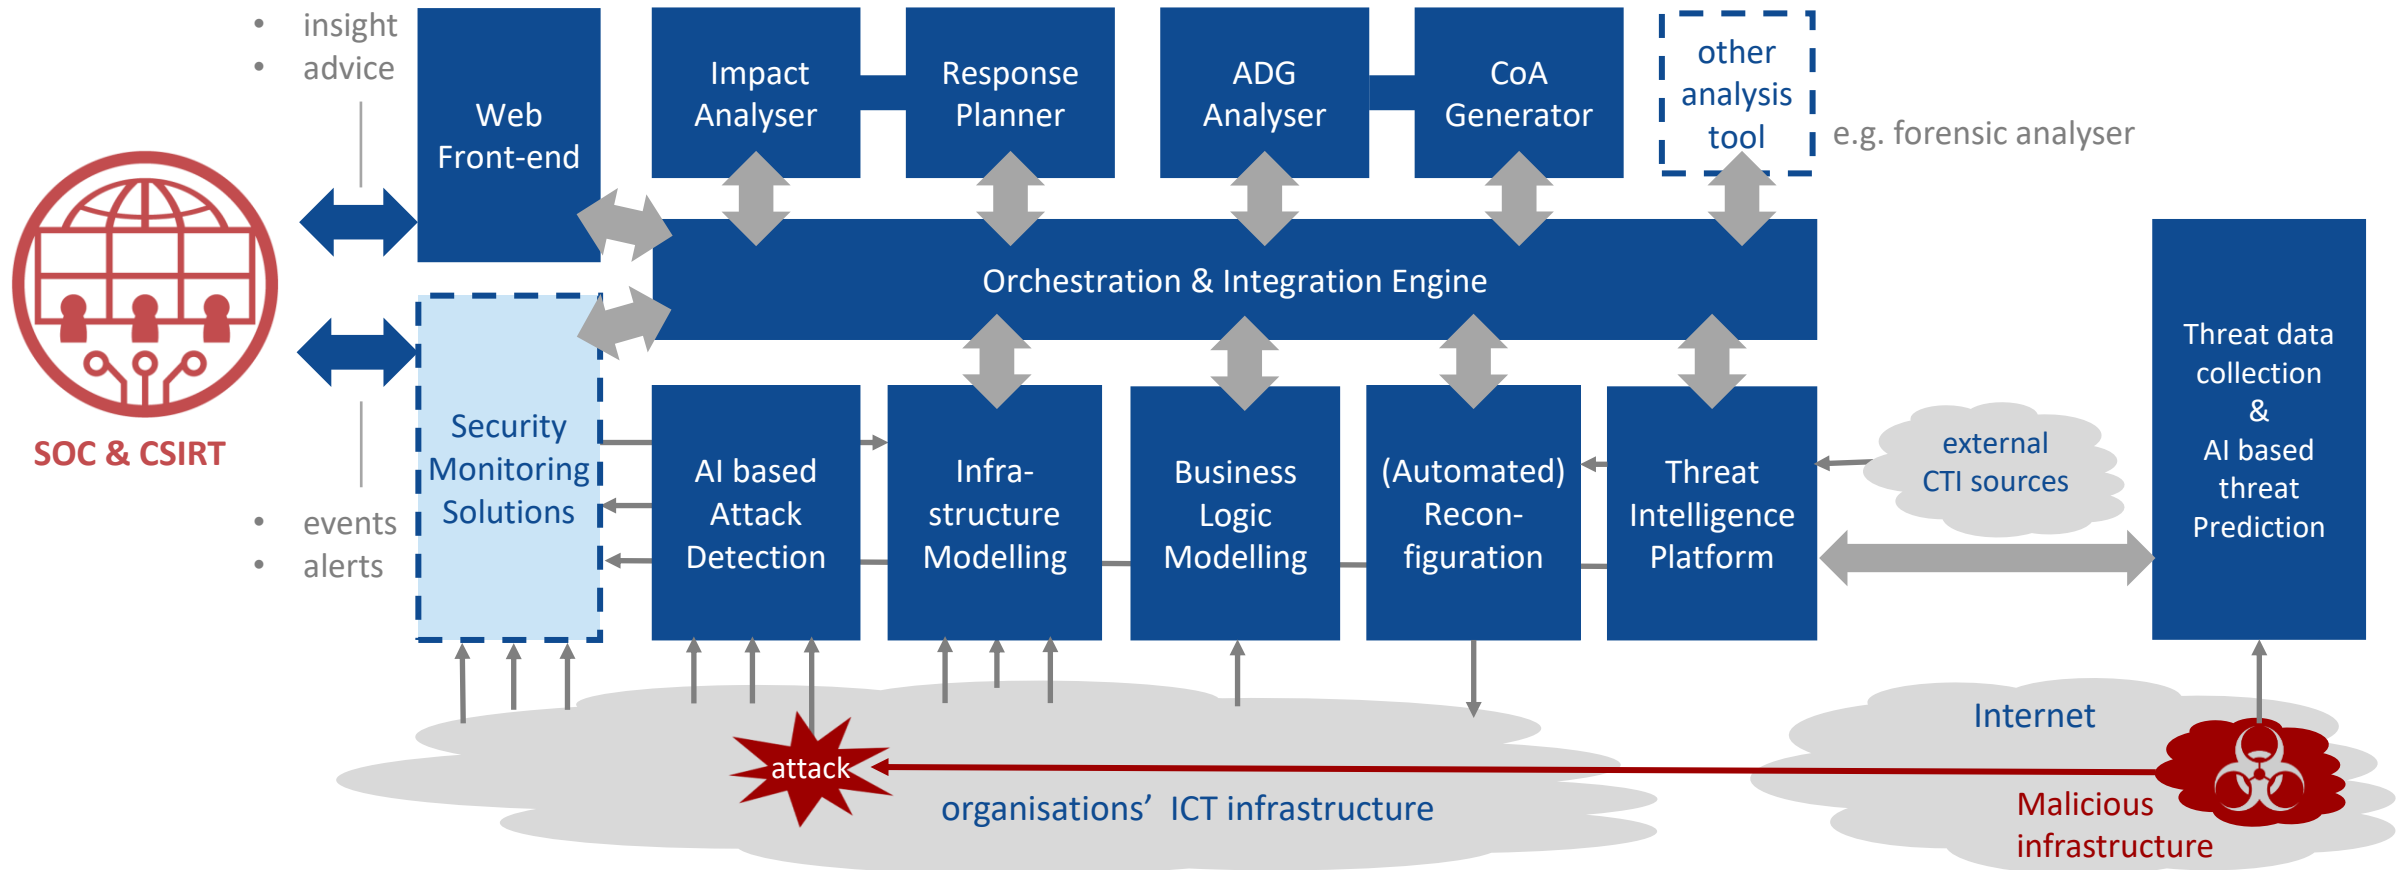 • insight
• advice
Web
Front-end
Impact
Analyser
Response
Planner
ADG
Analyser
CoA
Generator
other
analysis
tool
e.g. forensic analyser
Orchestration & Integration Engine
SOC & CSIRT
• events
• alerts
Security
Monitoring
Solutions
AI based
Attack
Detection
Infra-
structure
Modelling
Business
Logic
Modelling
(Automated)
Recon-
figuration
Threat
Intelligence
Platform
external
CTI sources
Threat data
collection
&
AI based
threat
Prediction
attack
organisations’ ICT infrastructure
Internet
Malicious
infrastructure